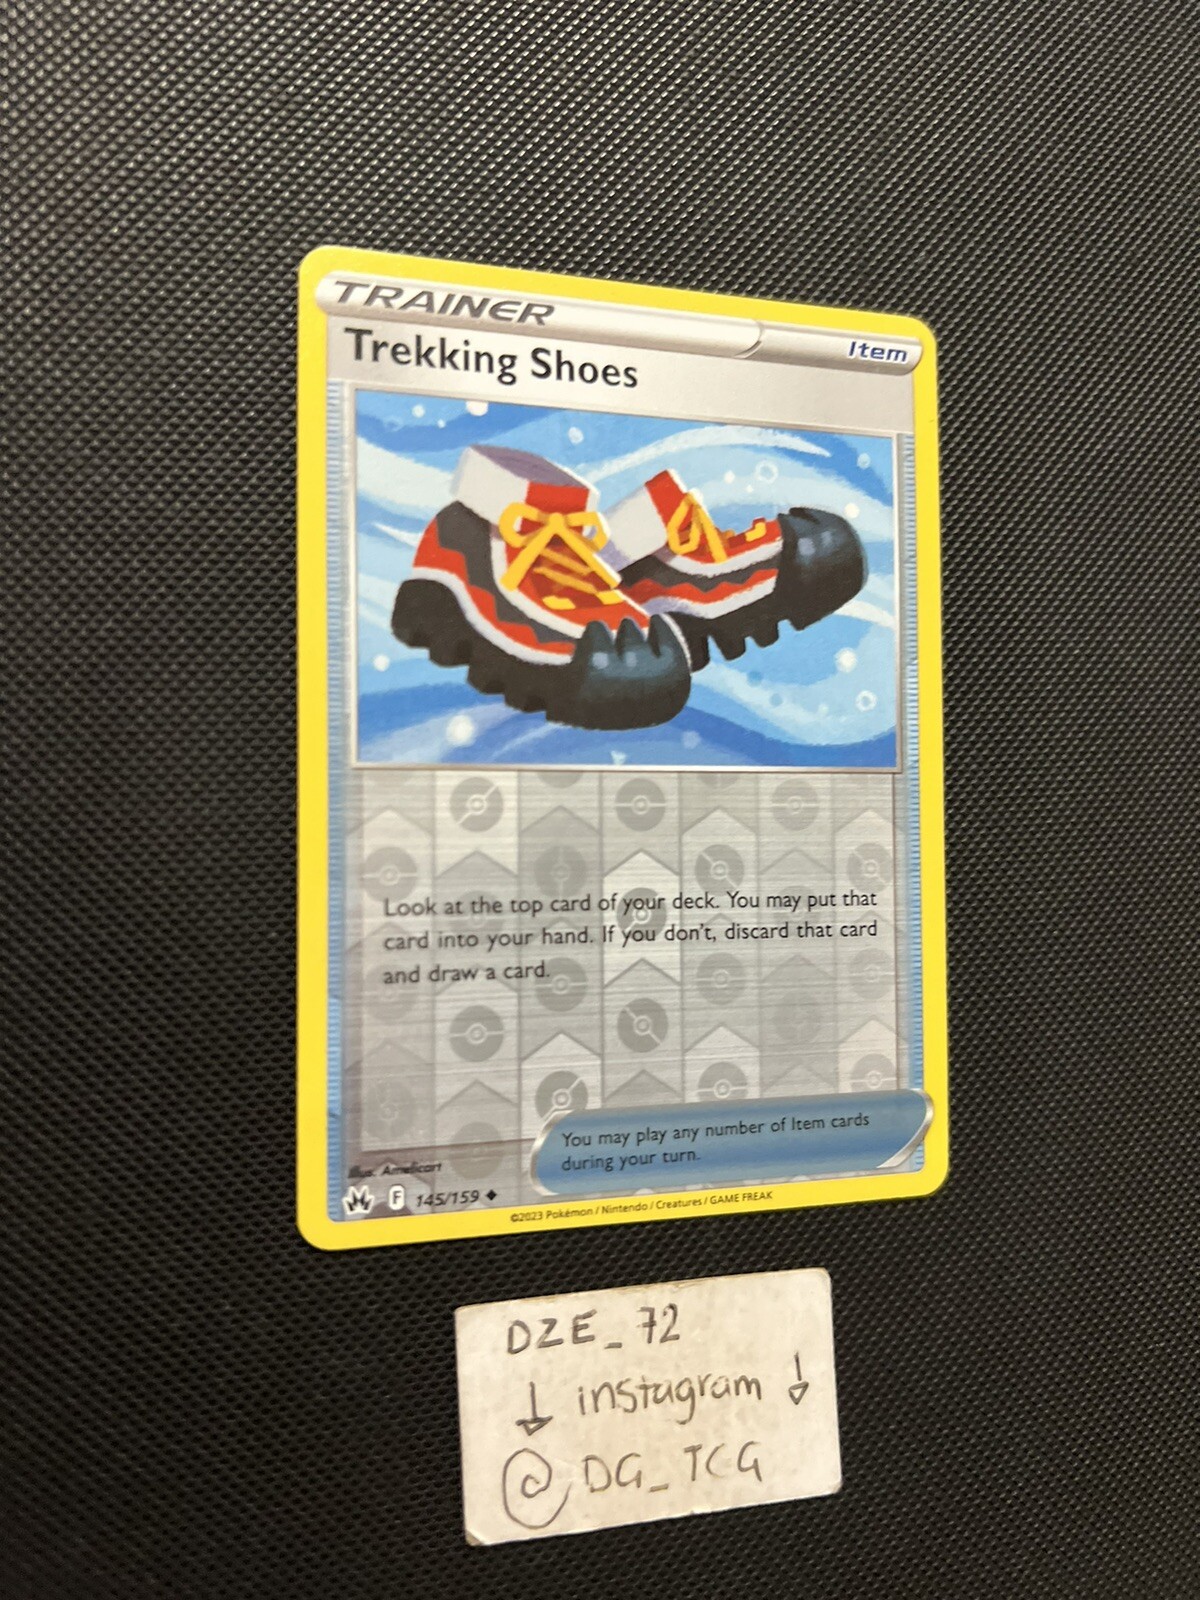 TRAINER
Item
Trekking Shoes
Look at the top card of your deck. You may put that
card into your hand. If you don't, discard that card
and draw a card.
You may play any number of Item cards
during your turn.
Illus. Amelicart
F 145/159
©2023 Pokémon / Nintendo / Creatures / GAME FREAK
DZE_72
instagram
@DG_TCG